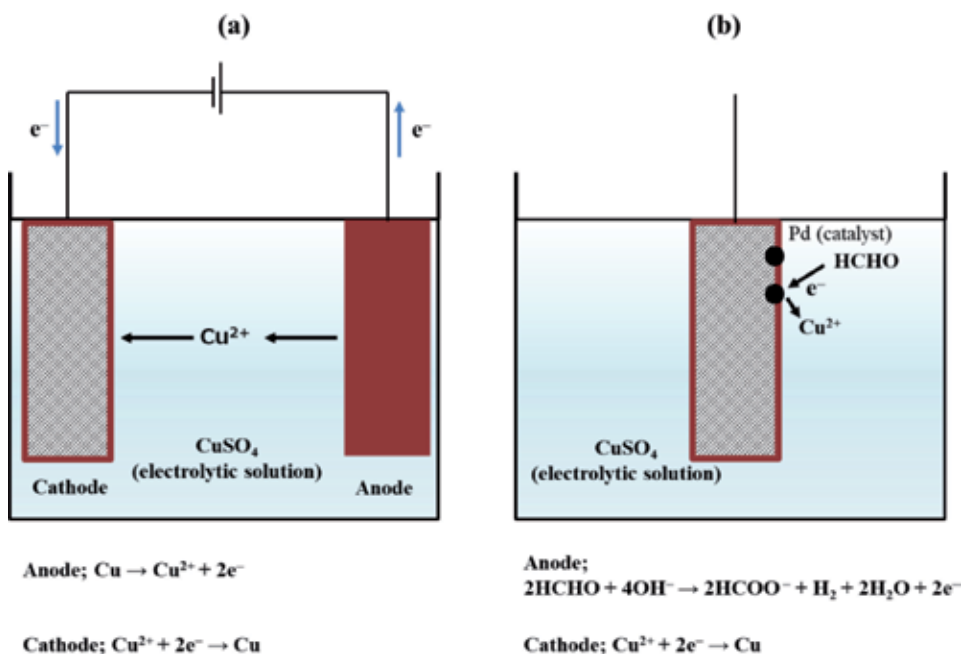 (a)
e⁻
e⁻
Cu²⁺
CuSO₄
(electrolytic solution)
Cathode
Anode
Anode; Cu → Cu²⁺ + 2e⁻
Cathode; Cu²⁺ + 2e⁻ → Cu
(b)
Pd (catalyst)
HCHO
e⁻
Cu²⁺
CuSO₄
(electrolytic solution)
Anode;
2HCHO + 4OH⁻ → 2HCOO⁻ + H₂ + 2H₂O + 2e⁻
Cathode; Cu²⁺ + 2e⁻ → Cu